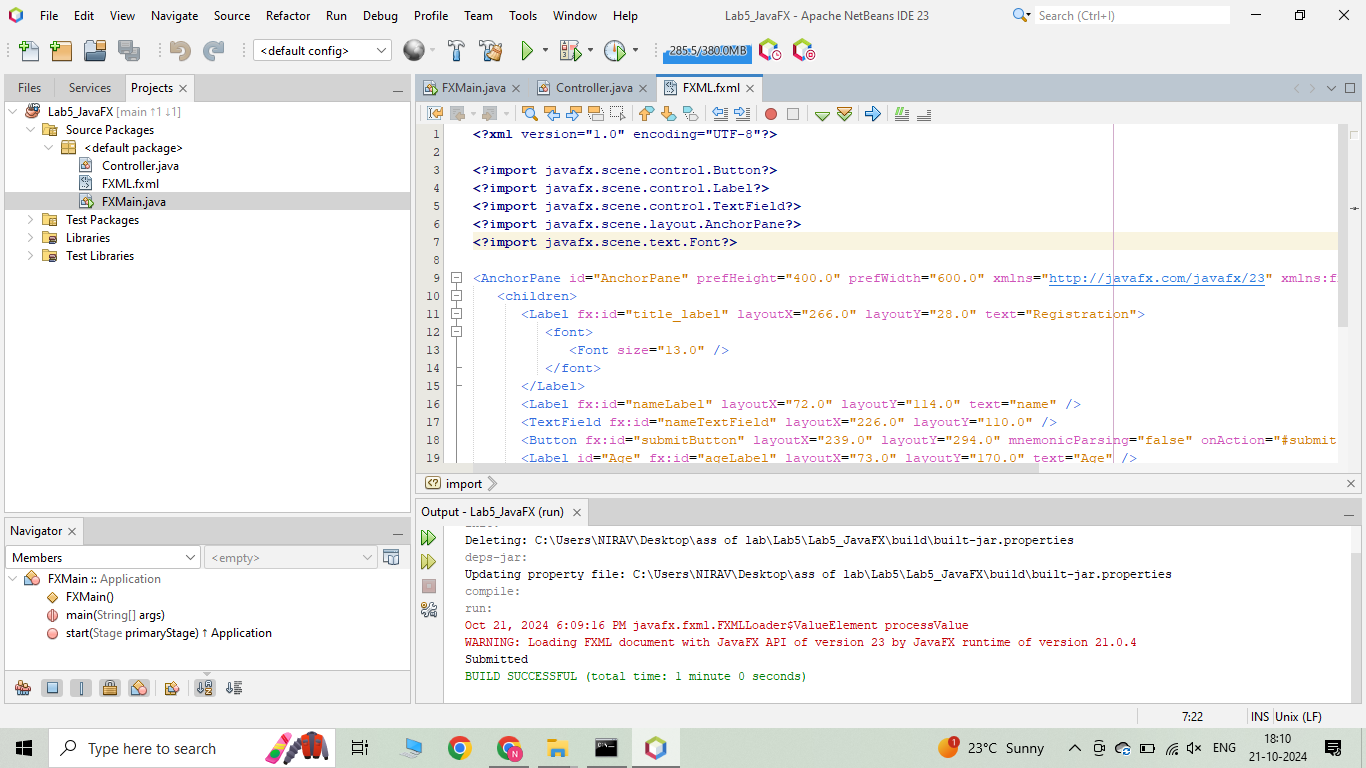 File Edit View Navigate Source Refactor Run Debug Profile Team Tools Window Help
Lab5_JavaFX - Apache NetBeans IDE 23
Search (Ctrl+I)
<default config>
285.5/380.0MB
Files Services Projects
Lab5_JavaFX [main ↑1 ↓1]
Source Packages
<default package>
Controller.java
FXML.fxml
FXMain.java
Test Packages
Libraries
Test Libraries
Navigator
Members
<empty>
FXMain :: Application
FXMain()
main(String[] args)
start(Stage primaryStage) ↑ Application
FXMain.java Controller.java FXML.fxml
1 <?xml version="1.0" encoding="UTF-8"?>
2
3 <?import javafx.scene.control.Button?>
4 <?import javafx.scene.control.Label?>
5 <?import javafx.scene.control.TextField?>
6 <?import javafx.scene.layout.AnchorPane?>
7 <?import javafx.scene.text.Font?>
8
9 <AnchorPane id="AnchorPane" prefHeight="400.0" prefWidth="600.0" xmlns="http://javafx.com/javafx/23" xmlns:f
10 <children>
11 <Label fx:id="title_label" layoutX="266.0" layoutY="28.0" text="Registration">
12 <font>
13 <Font size="13.0" />
14 </font>
15 </Label>
16 <Label fx:id="nameLabel" layoutX="72.0" layoutY="114.0" text="name" />
17 <TextField fx:id="nameTextField" layoutX="226.0" layoutY="110.0" />
18 <Button fx:id="submitButton" layoutX="239.0" layoutY="294.0" mnemonicParsing="false" onAction="#submit
19 <Label id="Age" fx:id="ageLabel" layoutX="73.0" layoutY="170.0" text="Age" />
import
Output - Lab5_JavaFX (run)
Deleting: C:\Users\NIRAV\Desktop\ass of lab\Lab5\Lab5_JavaFX\build\built-jar.properties
deps-jar:
Updating property file: C:\Users\NIRAV\Desktop\ass of lab\Lab5\Lab5_JavaFX\build\built-jar.properties
compile:
run:
Oct 21, 2024 6:09:16 PM javafx.fxml.FXMLLoader$ValueElement processValue
WARNING: Loading FXML document with JavaFX API of version 23 by JavaFX runtime of version 21.0.4
Submitted
BUILD SUCCESSFUL (total time: 1 minute 0 seconds)
7:22 INS Unix (LF)
Type here to search
1
23°C Sunny
ENG
18:10
21-10-2024